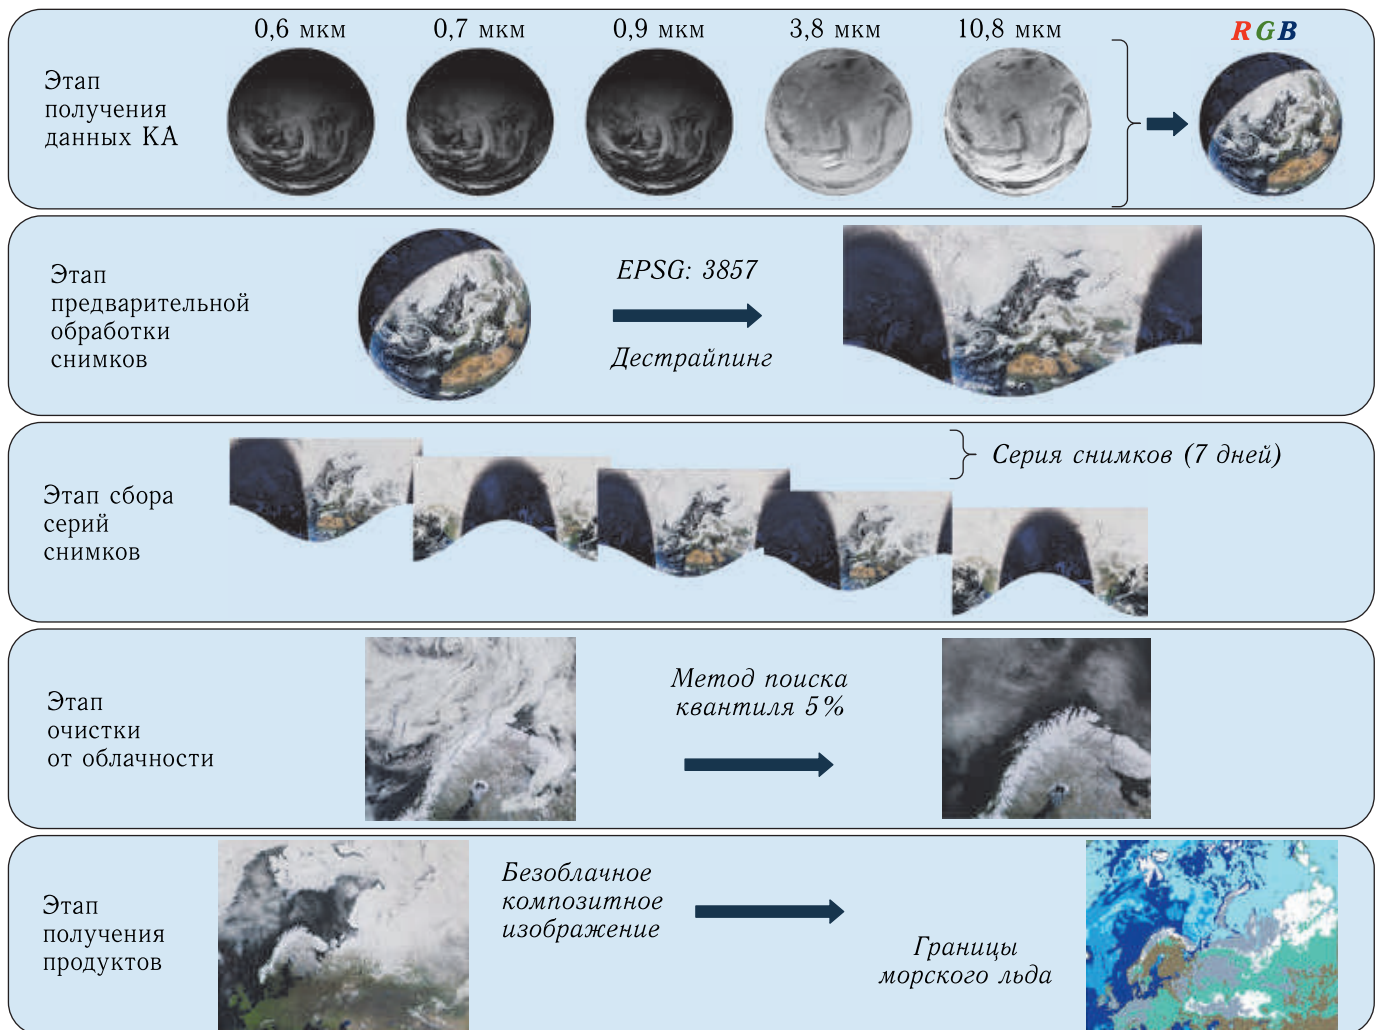 0,6 мкм
0,7 мкм
0,9 мкм
3,8 мкм
10,8 мкм
RGB
Этап
получения
данных КА
Этап
предварительной
обработки
снимков
EPSG: 3857
Дестрайпинг
Этап сбора
серий
снимков
Серия снимков (7 дней)
Этап
очистки
от облачности
Метод поиска
квантиля 5%
Этап
получения
продуктов
Безоблачное
композитное
изображение
Границы
морского льда